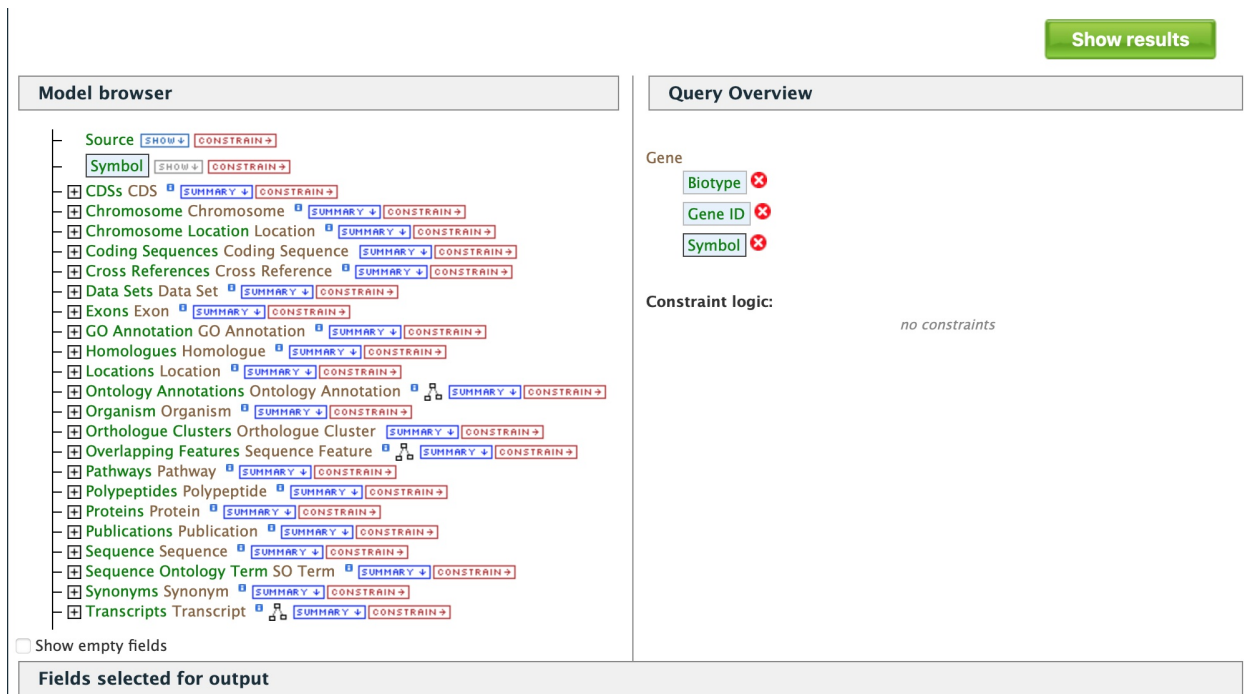 Show results
Model browser
Query Overview
Source SHOW↓ CONSTRAIN→
Symbol SHOW↓ CONSTRAIN→
CDSs CDS SUMMARY ↓ CONSTRAIN→
Chromosome Chromosome SUMMARY ↓ CONSTRAIN→
Chromosome Location Location SUMMARY ↓ CONSTRAIN→
Coding Sequences Coding Sequence SUMMARY ↓ CONSTRAIN→
Cross References Cross Reference SUMMARY ↓ CONSTRAIN→
Data Sets Data Set SUMMARY ↓ CONSTRAIN→
Exons Exon SUMMARY ↓ CONSTRAIN→
GO Annotation GO Annotation SUMMARY ↓ CONSTRAIN→
Homologues Homologue SUMMARY ↓ CONSTRAIN→
Locations Location SUMMARY ↓ CONSTRAIN→
Ontology Annotations Ontology Annotation SUMMARY ↓ CONSTRAIN→
Organism Organism SUMMARY ↓ CONSTRAIN→
Orthologue Clusters Orthologue Cluster SUMMARY ↓ CONSTRAIN→
Overlapping Features Sequence Feature SUMMARY ↓ CONSTRAIN→
Pathways Pathway SUMMARY ↓ CONSTRAIN→
Polypeptides Polypeptide SUMMARY ↓ CONSTRAIN→
Proteins Protein SUMMARY ↓ CONSTRAIN→
Publications Publication SUMMARY ↓ CONSTRAIN→
Sequence Sequence SUMMARY ↓ CONSTRAIN→
Sequence Ontology Term SO Term SUMMARY ↓ CONSTRAIN→
Synonyms Synonym SUMMARY ↓ CONSTRAIN→
Transcripts Transcript SUMMARY ↓ CONSTRAIN→
Show empty fields
Gene
Biotype
Gene ID
Symbol
Constraint logic:
no constraints
Fields selected for output